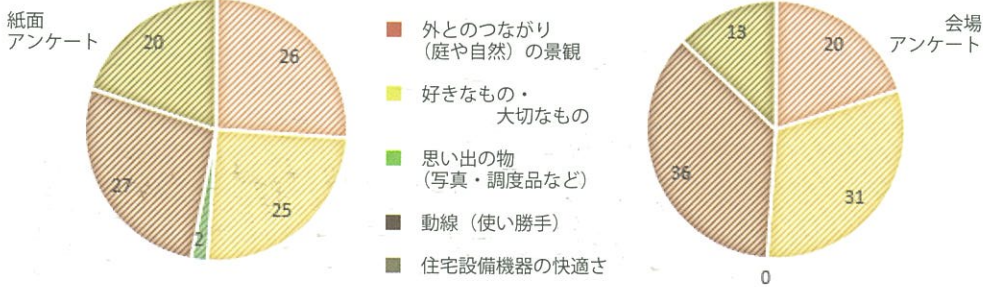 紙面
アンケート
20
26
27
25
2
外とのつながり
(庭や自然)の景観
好きなもの・
大切なもの
思い出の物
(写真・調度品など)
動線(使い勝手)
住宅設備機器の快適さ
会場
アンケート
13
20
36
31
0